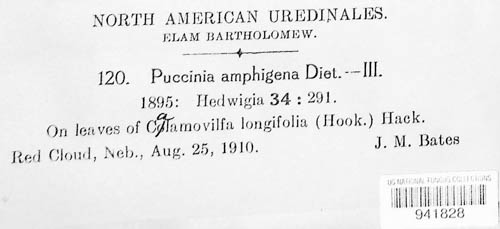 NORTH AMERICAN UREDINALES.
ELAM BARTHOLOMEW.
120. Puccinia amphigena Diet.—III.
1895: Hedwigia 34 : 291.
On leaves of Calamovilfa longifolia (Hook.) Hack.
Red Cloud, Neb., Aug. 25, 1910. J. M. Bates
US NATIONAL FUNGUS COLLECTIONS
941828